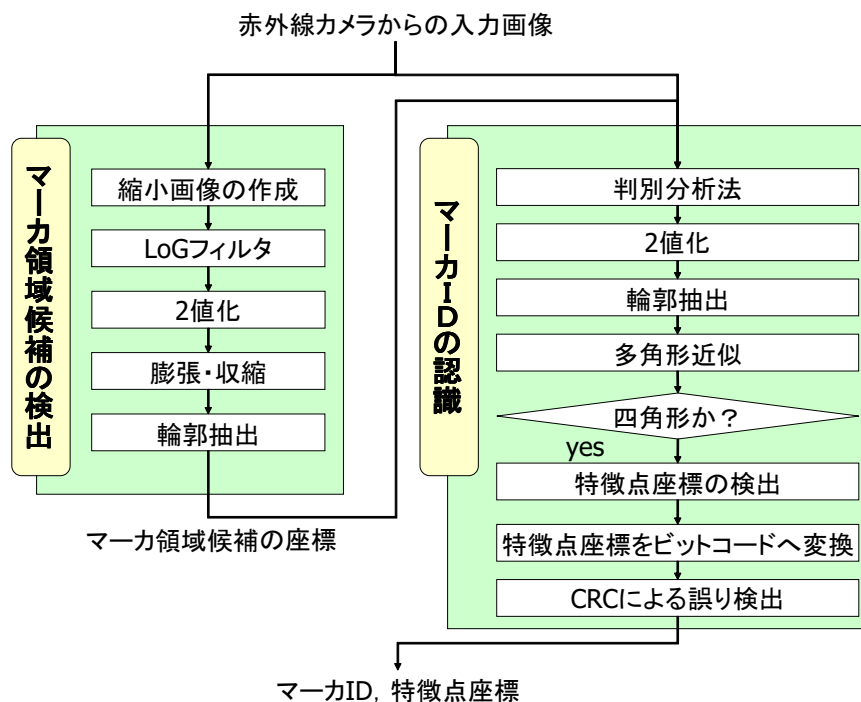 赤外線カメラからの入力画像
マーカ領域候補の検出
縮小画像の作成
LoGフィルタ
2値化
膨張・収縮
輪郭抽出
マーカ領域候補の座標
マーカIDの認識
判別分析法
2値化
輪郭抽出
多角形近似
四角形か？
yes
特徴点座標の検出
特徴点座標をビットコードへ変換
CRCによる誤り検出
マーカID, 特徴点座標